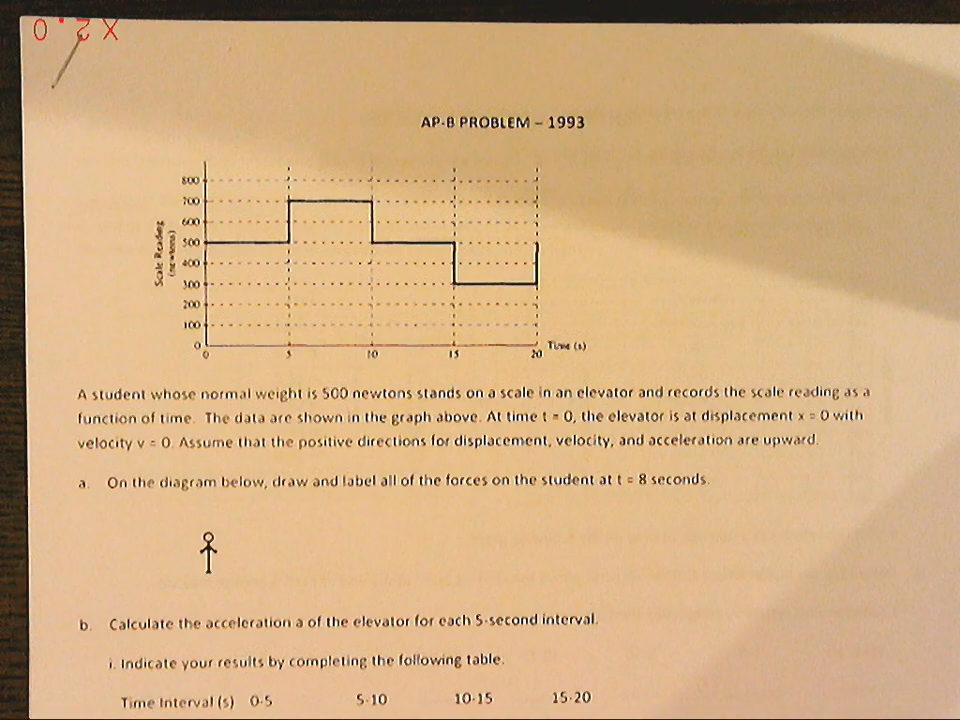 X 2.0
AP-B PROBLEM – 1993
Scale Reading
(newtons)
800
700
600
500
400
300
200
100
0
0 5 10 15 20 Time (s)
A student whose normal weight is 500 newtons stands on a scale in an elevator and records the scale reading as a
function of time. The data are shown in the graph above. At time t = 0, the elevator is at displacement x = 0 with
velocity v = 0. Assume that the positive directions for displacement, velocity, and acceleration are upward.
a. On the diagram below, draw and label all of the forces on the student at t = 8 seconds.
b. Calculate the acceleration a of the elevator for each 5-second interval.
i. Indicate your results by completing the following table.
Time Interval (s) 0-5 5-10 10-15 15-20